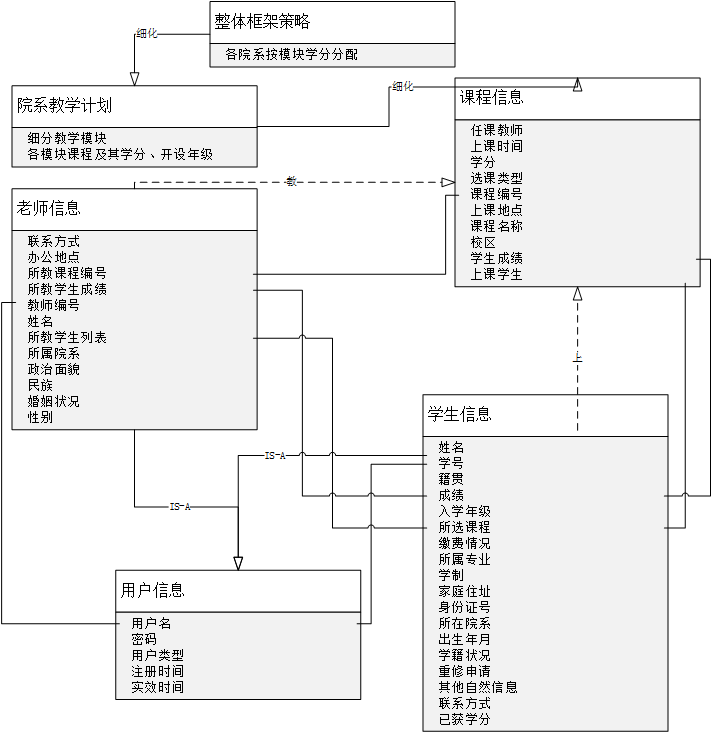 整体框架策略
各院系按模块学分分配
细化
院系教学计划
细分教学模块
各模块课程及其学分、开设年级
细化
课程信息
任课教师
上课时间
学分
选课类型
课程编号
上课地点
课程名称
校区
学生成绩
上课学生
教
老师信息
联系方式
办公地点
所教课程编号
所教学生成绩
教师编号
姓名
所教学生列表
所属院系
政治面貌
民族
婚姻状况
性别
上
学生信息
姓名
学号
籍贯
成绩
入学年级
所选课程
缴费情况
所属专业
学制
家庭住址
身份证号
所在院系
出生年月
学籍状况
重修申请
其他自然信息
联系方式
已获学分
IS-A
IS-A
用户信息
用户名
密码
用户类型
注册时间
实效时间